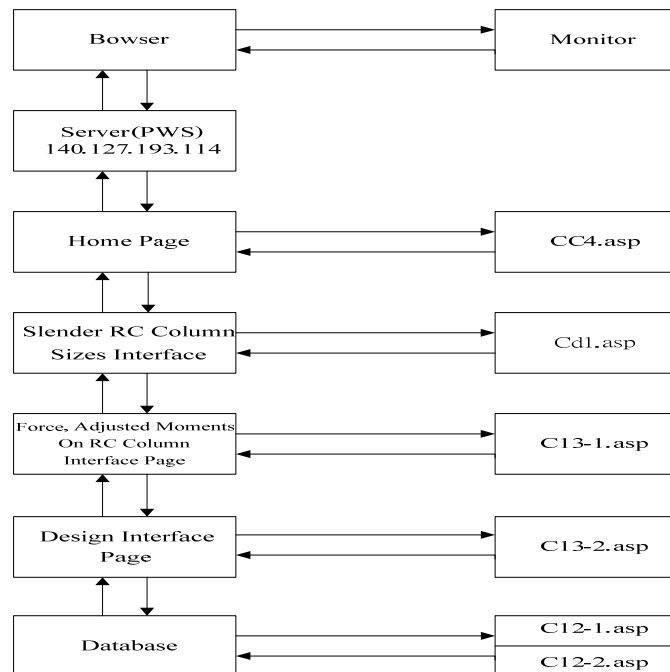 Bowser
Monitor
Server(PWS)
140.127.193.114
Home Page
CC4.asp
Slender RC Column
Sizes Interface
Cd1.asp
Force, Adjusted Moments
On RC Column
Interface Page
C13-1.asp
Design Interface
Page
C13-2.asp
Database
C12-1.asp
C12-2.asp